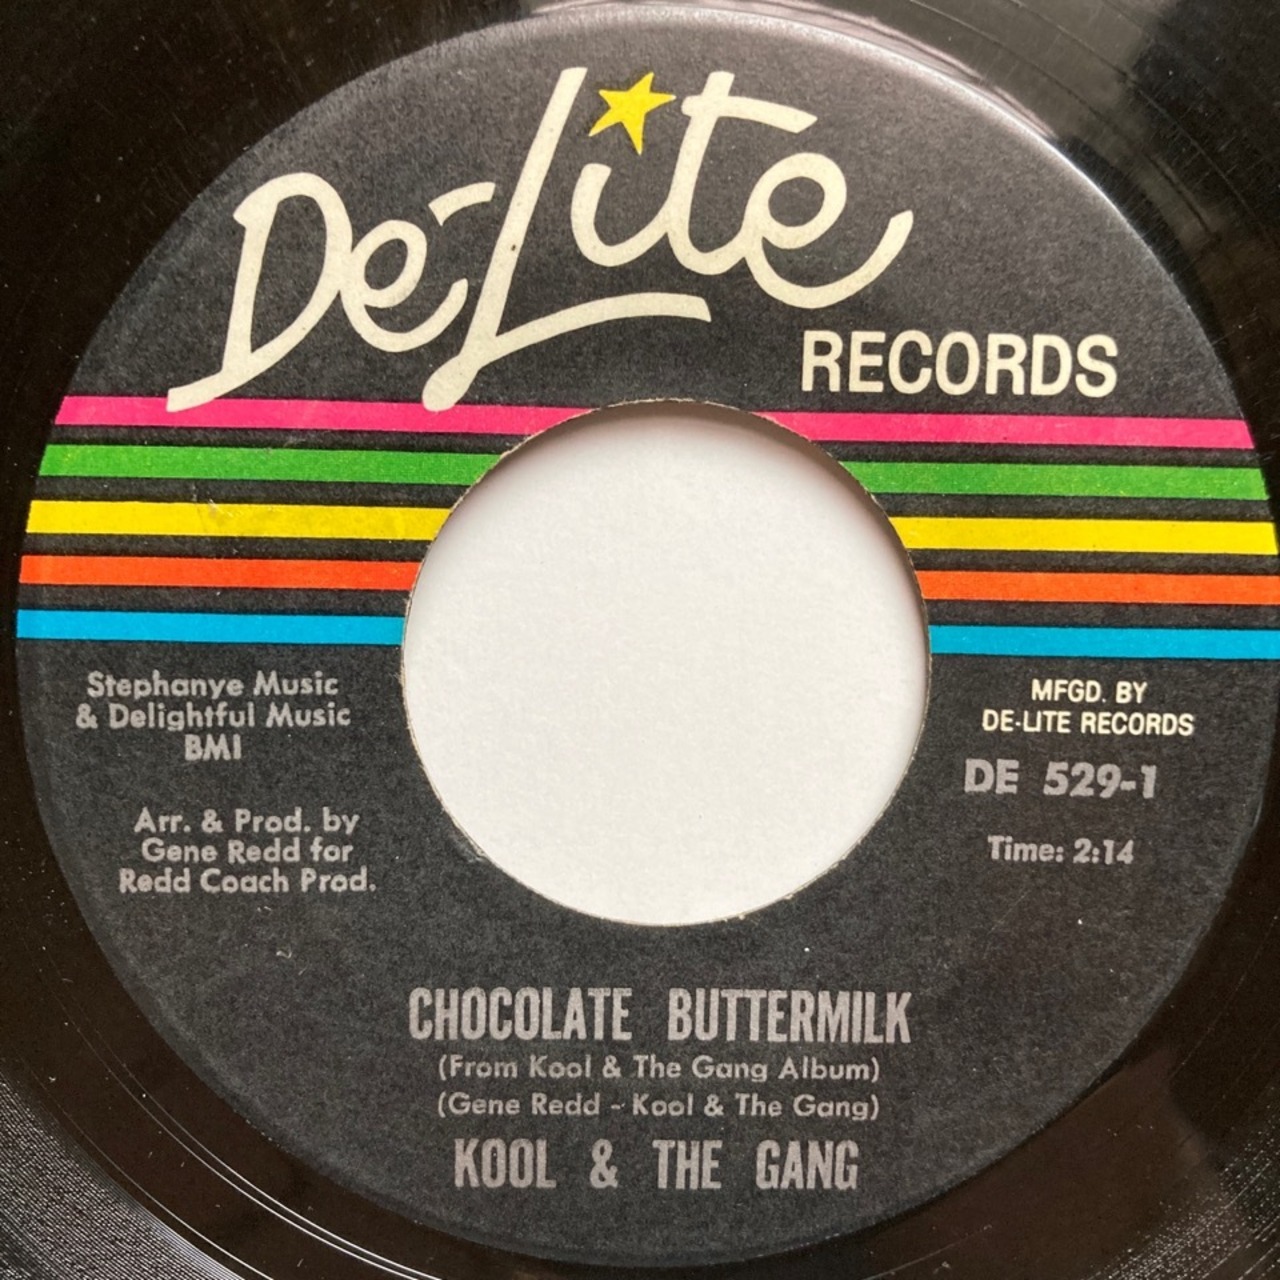 De-Lite
RECORDS
Stephanye Music
& Delightful Music
BMI
Arr. & Prod. by
Gene Redd for
Redd Coach Prod.
MFGD. BY
DE-LITE RECORDS
DE 529-1
Time: 2:14
CHOCOLATE BUTTERMILK
(From Kool & The Gang Album)
(Gene Redd - Kool & The Gang)
KOOL & THE GANG